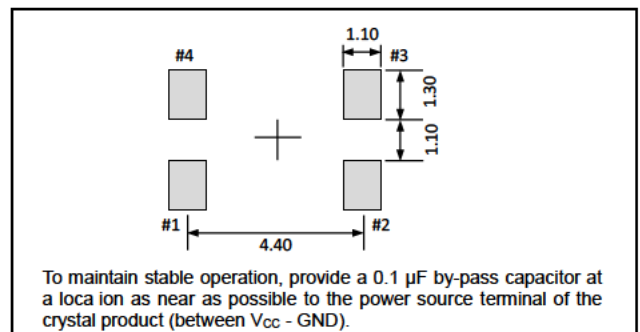 1.10
#4
#3
1.30
1.10
#1
#2
4.40
To maintain stable operation, provide a 0.1 µF by-pass capacitor at
a loca ion as near as possible to the power source terminal of the
crystal product (between Vcc - GND).